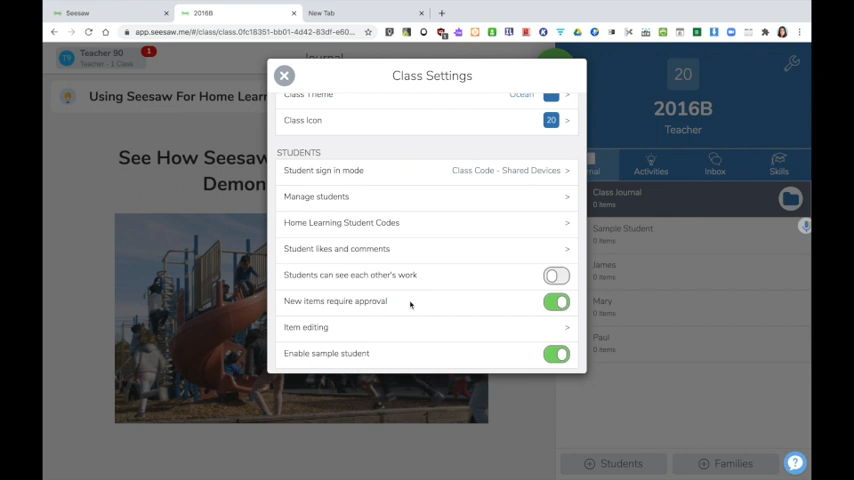 Seesaw
2016B
New Tab
app.seesaw.me/#/class/class.0fc18351-bb01-4d42-83df-e60...
T9
Teacher 90
Teacher - 1 Class
1
Journal
Using Seesaw For Home Lear
See How Seesaw
Demon
Class Settings
Class Theme
Ocean
>
Class Icon
20
>
STUDENTS
Student sign in mode
Class Code - Shared Devices >
Manage students
>
Home Learning Student Codes
>
Student likes and comments
>
Students can see each other's work
New items require approval
Item editing
>
Enable sample student
20
2016B
Teacher
nal
Activities
Inbox
Skills
Class Journal
0 items
Sample Student
0 items
James
0 items
Mary
0 items
Paul
0 items
Students
Families
?